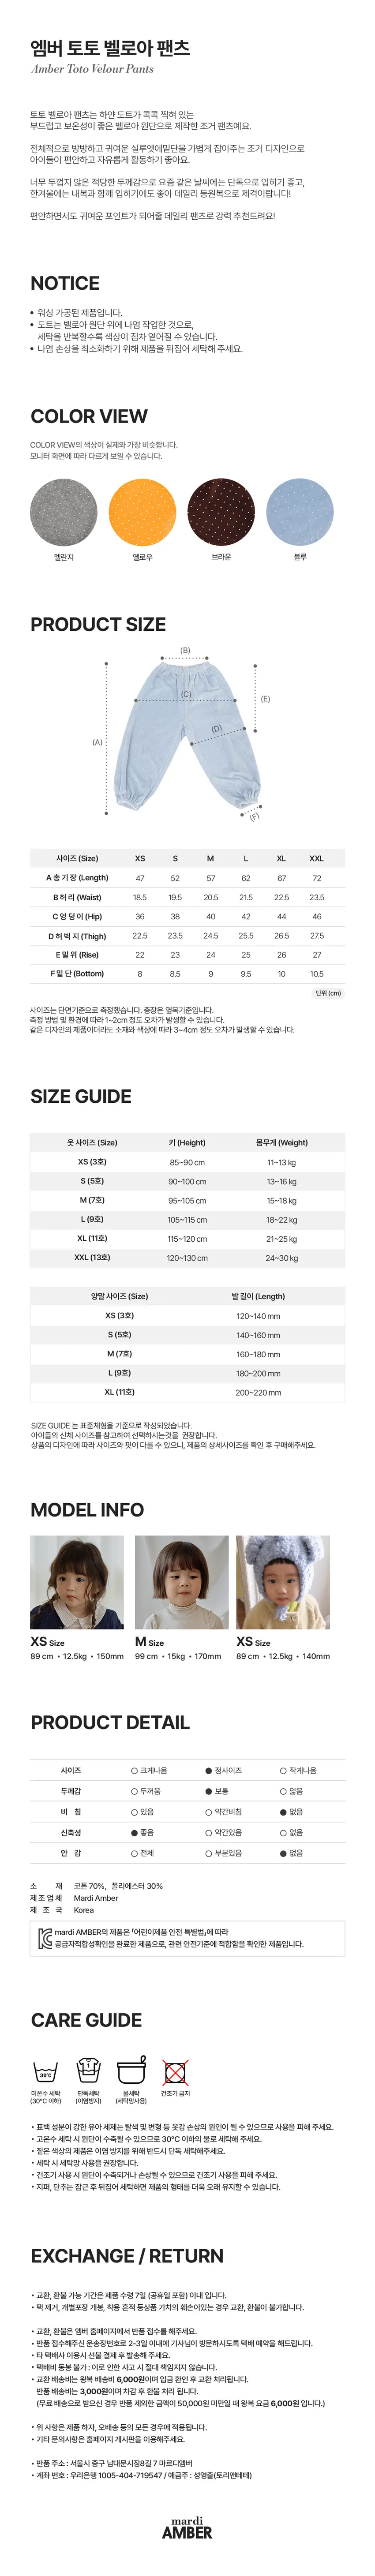 엠버 토토 벨로아 팬츠
Amber Toto Velour Pants
토토 벨로아 팬츠는 하얀 도트가 콕콕 찍혀 있는
부드럽고 보온성이 좋은 벨로아 원단으로 제작한 조거 팬츠예요.
전체적으로 방방하고 귀여운 실루엣에밑단을 가볍게 잡아주는 조거 디자인으로
아이들이 편안하고 자유롭게 활동하기 좋아요.
너무 두껍지 않은 적당한 두께감으로 요즘 같은 날씨에는 단독으로 입히기 좋고,
한겨울에는 내복과 함께 입히기에도 좋아 데일리 등원복으로 제격이랍니다!
편안하면서도 귀여운 포인트가 되어줄 데일리 팬츠로 강력 추천드려요!
NOTICE
• 워싱 가공된 제품입니다.
• 도트는 벨로아 원단 위에 나염 작업한 것으로,
세탁을 반복할수록 색상이 점차 옅어질 수 있습니다.
• 나염 손상을 최소화하기 위해 제품을 뒤집어 세탁해 주세요.
COLOR VIEW
COLOR VIEW의 색상이 실제와 가장 비슷합니다.
모니터 화면에 따라 다르게 보일 수 있습니다.
멜란지 옐로우 브라운 블루
PRODUCT SIZE
(B)
(C)
(E)
(D)
(A)
(F)
사이즈 (Size) XS S M L XL XXL
A 총 기 장 (Length) 47 52 57 62 67 72
B 허 리 (Waist) 18.5 19.5 20.5 21.5 22.5 23.5
C 엉 덩 이 (Hip) 36 38 40 42 44 46
D 허 벅 지 (Thigh) 22.5 23.5 24.5 25.5 26.5 27.5
E 밑 위 (Rise) 22 23 24 25 26 27
F 밑 단 (Bottom) 8 8.5 9 9.5 10 10.5
단위 (cm)
사이즈는 단면기준으로 측정했습니다. 총장은 옆목기준입니다.
측정 방법 및 환경에 따라 1~2cm 정도 오차가 발생할 수 있습니다.
같은 디자인의 제품이더라도 소재와 색상에 따라 3~4cm 정도 오차가 발생할 수 있습니다.
SIZE GUIDE
옷 사이즈 (Size) 키 (Height) 몸무게 (Weight)
XS (3호) 85~90 cm 11~13 kg
S (5호) 90~100 cm 13~16 kg
M (7호) 95~105 cm 15~18 kg
L (9호) 105~115 cm 18~22 kg
XL (11호) 115~120 cm 21~25 kg
XXL (13호) 120~130 cm 24~30 kg
양말 사이즈 (Size) 발 길이 (Length)
XS (3호) 120~140 mm
S (5호) 140~160 mm
M (7호) 160~180 mm
L (9호) 180~200 mm
XL (11호) 200~220 mm
SIZE GUIDE 는 표준체형을 기준으로 작성되었습니다.
아이들의 신체 사이즈를 참고하여 선택하시는것을 권장합니다.
상품의 디자인에 따라 사이즈와 핏이 다를 수 있으니, 제품의 상세사이즈를 확인 후 구매해주세요.
MODEL INFO
XS Size M Size XS Size
89 cm • 12.5kg • 150mm 99 cm • 15kg • 170mm 89 cm • 12.5kg • 140mm
PRODUCT DETAIL
사이즈 ○ 크게나옴 ● 정사이즈 ○ 작게나옴
두께감 ○ 두꺼움 ● 보통 ○ 얇음
비 침 ○ 있음 ○ 약간비침 ● 없음
신축성 ● 좋음 ○ 약간있음 ○ 없음
안 감 ○ 전체 ○ 부분있음 ● 없음
소 재 코튼 70%, 폴리에스터 30%
제조업체 Mardi Amber
제 조 국 Korea
mardi AMBER의 제품은 「어린이제품 안전 특별법」에 따라
공급자적합성확인을 완료한 제품으로, 관련 안전기준에 적합함을 확인한 제품입니다.
CARE GUIDE
30°C 1
미온수 세탁 단독세탁 울세탁 건조기 금지
(30°C 이하) (이염방지) (세탁망사용)
• 표백 성분이 강한 유아 세제는 탈색 및 변형 등 옷감 손상의 원인이 될 수 있으므로 사용을 피해 주세요.
• 고온수 세탁 시 원단이 수축될 수 있으므로 30°C 이하의 물로 세탁해 주세요.
• 짙은 색상의 제품은 이염 방지를 위해 반드시 단독 세탁해주세요.
• 세탁 시 세탁망 사용을 권장합니다.
• 건조기 사용 시 원단이 수축되거나 손상될 수 있으므로 건조기 사용을 피해 주세요.
• 지퍼, 단추는 잠근 후 뒤집어 세탁하면 제품의 형태를 더욱 오래 유지할 수 있습니다.
EXCHANGE / RETURN
• 교환, 환불 가능 기간은 제품 수령 7일 (공휴일 포함) 이내 입니다.
• 택 제거, 개별포장 개봉, 착용 흔적 등상품 가치의 훼손이있는 경우 교환, 환불이 불가합니다.
• 교환, 환불은 엠버 홈페이지에서 반품 접수를 해주세요.
• 반품 접수해주신 운송장번호로 2-3일 이내에 기사님이 방문하시도록 택배 예약을 해드립니다.
• 타 택배사 이용시 선불 결제 후 발송해 주세요.
• 택배비 동봉 불가 : 이로 인한 사고 시 절대 책임지지 않습니다.
• 교환 배송비는 왕복 배송비 6,000원이며 입금 확인 후 교환 처리됩니다.
반품 배송비는 3,000원이며 차감 후 환불 처리 됩니다.
(무료 배송으로 받으신 경우 반품 제외한 금액이 50,000원 미만일 때 왕복 요금 6,000원 입니다.)
• 위 사항은 제품 하자, 오배송 등의 모든 경우에 적용됩니다.
• 기타 문의사항은 홈페이지 게시판을 이용해주세요.
• 반품 주소 : 서울시 중구 남대문시장8길 7 마르디엠버
• 계좌 번호 : 우리은행 1005-404-719547 / 예금주 : 성영출(토리앤테테)
mardi
AMBER